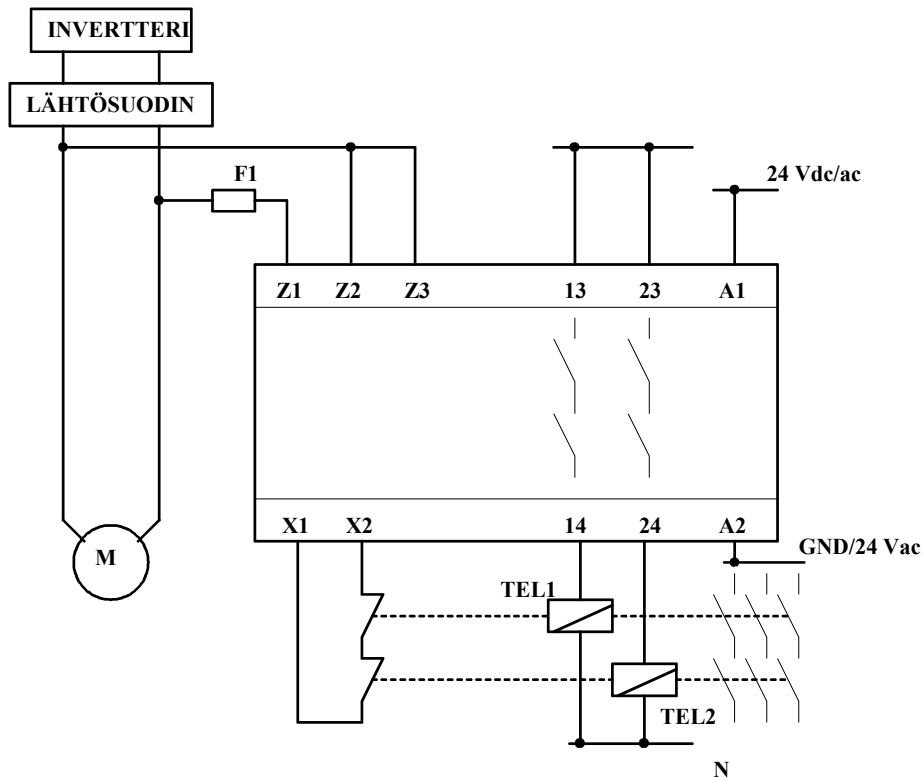 INVERTTERI
LÄHTÖSUODIN
F1
24 Vdc/ac
Z1 Z2 Z3 13 23 A1
X1 X2 14 24 A2
M
GND/24 Vac
TEL1
TEL2
N